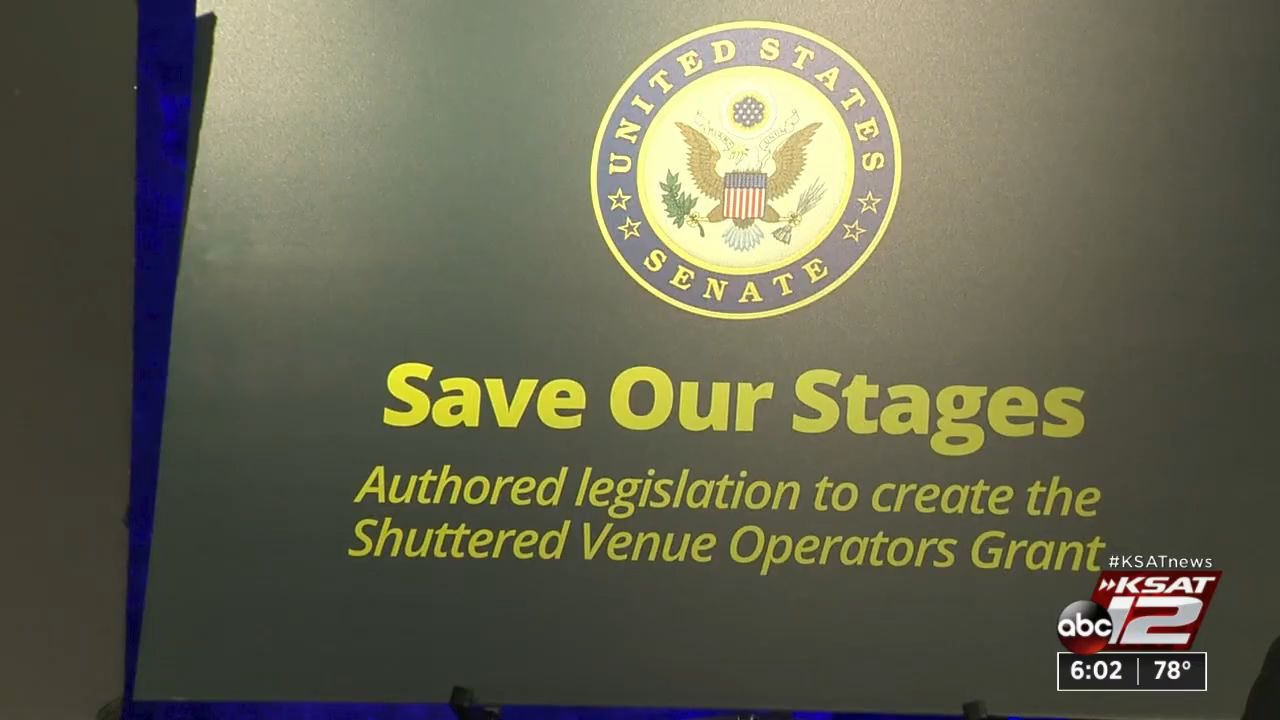 UNITED STATES
SENATE
Save Our Stages
Authored legislation to create the
Shuttered Venue Operators Grant
#KSATnews
KSAT
abc 12
6:02 78°